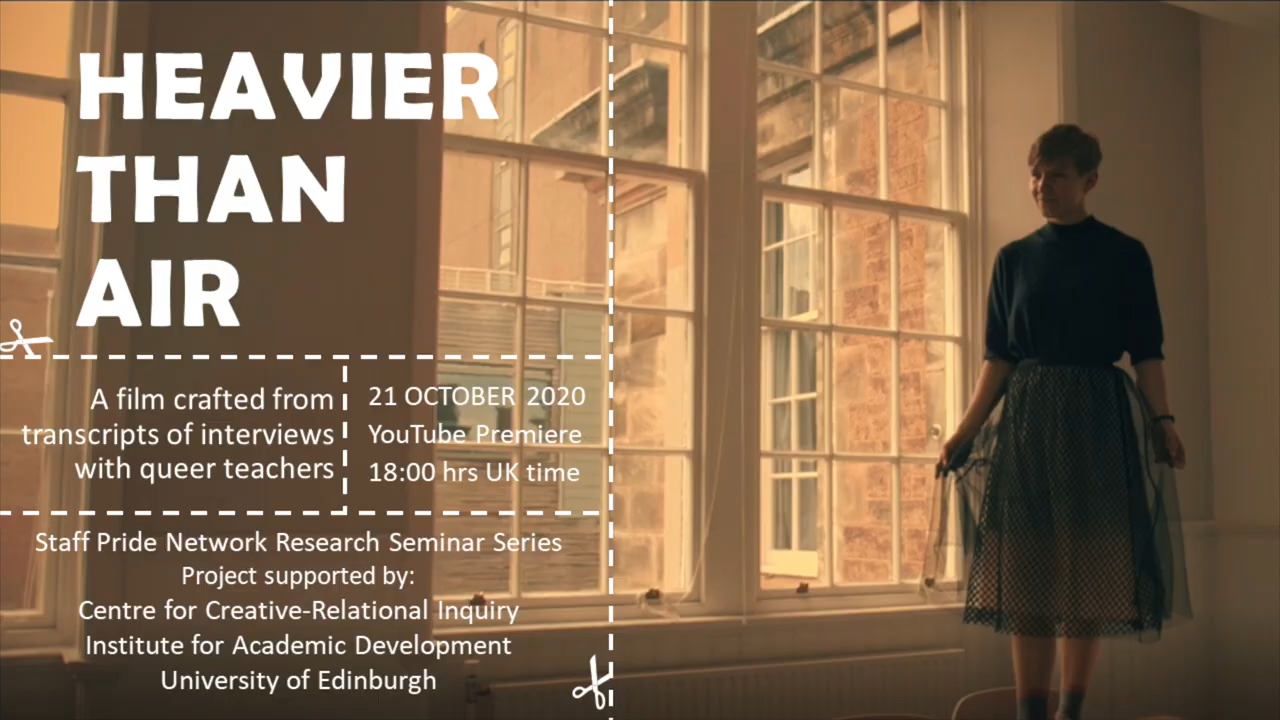 HEAVIER
THAN
AIR
A film crafted from
transcripts of interviews
with queer teachers
21 OCTOBER 2020
YouTube Premiere
18:00 hrs UK time
Staff Pride Network Research Seminar Series
Project supported by:
Centre for Creative-Relational Inquiry
Institute for Academic Development
University of Edinburgh